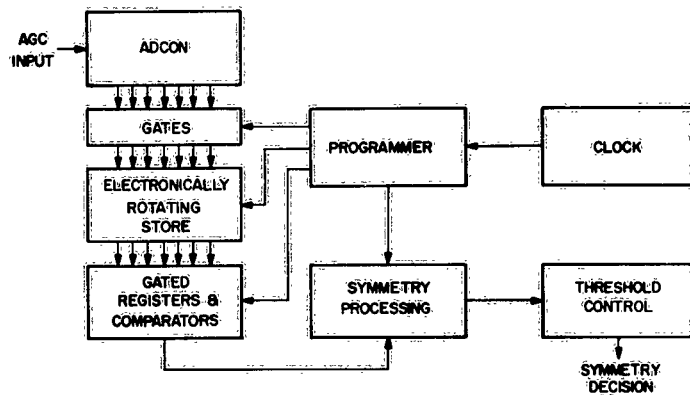 AGC
INPUT
ADCON
GATES
PROGRAMMER
CLOCK
ELECTRONICALLY
ROTATING
STORE
GATED
REGISTERS &
COMPARATORS
SYMMETRY
PROCESSING
THRESHOLD
CONTROL
SYMMETRY
DECISION